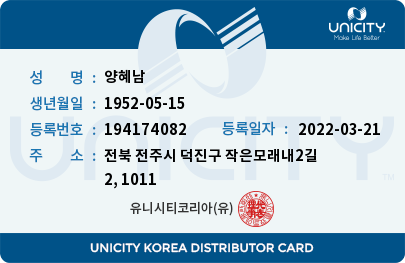 UNICITY
Make Life Better
성 명 : 양혜남
생년월일 : 1952-05-15
등록번호 : 194174082 등록일자 : 2022-03-21
주 소 : 전북 전주시 덕진구 작은모래내2길
2, 1011
UNICITY
TM
유니시티코리아(유)
UNICITY KOREA DISTRIBUTOR CARD